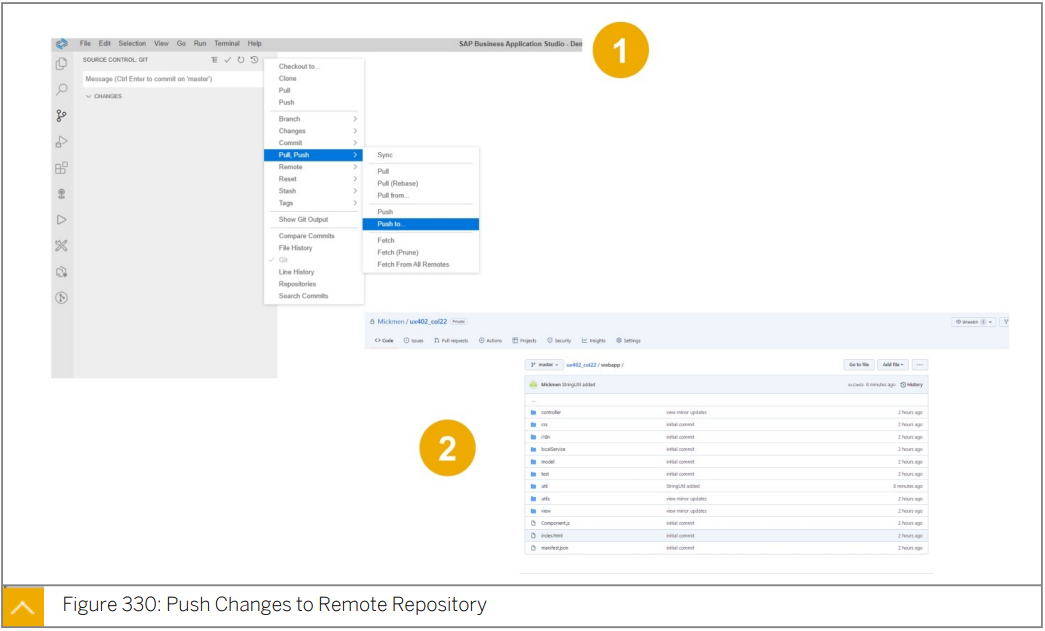 1
File Edit Selection View Go Run Terminal Help
SAP Business Application Studio - Den
SOURCE CONTROL: GIT
Message (Ctrl Enter to commit on 'master')
CHANGES
Checkout to...
Clone
Pull
Push
Branch
Changes
Commit
Pull, Push
Remote
Reset
Stash
Tags
Show Git Output
Compare Commits
File History
Git
Line History
Repositories
Search Commits
Sync
Pull
Pull (Rebase)
Pull from...
Push
Push to...
Fetch
Fetch (Prune)
Fetch From All Remotes
Mickmen / ux402_col22 Private
Unwatch 1
Code Issues Pull requests Actions Projects Security Insights Settings
master ux402_col22 / webapp /
Go to file Add file ...
Mickmen StringUtil added
8 minutes ago History
..
controller view minor updates 2 hours ago
css initial commit 2 hours ago
i18n initial commit 2 hours ago
localService initial commit 2 hours ago
model initial commit 2 hours ago
test initial commit 2 hours ago
util StringUtil added 8 minutes ago
utils view minor updates 2 hours ago
view view minor updates 2 hours ago
Component.js initial commit 2 hours ago
index.html initial commit 2 hours ago
manifest.json initial commit 2 hours ago
2
Figure 330: Push Changes to Remote Repository